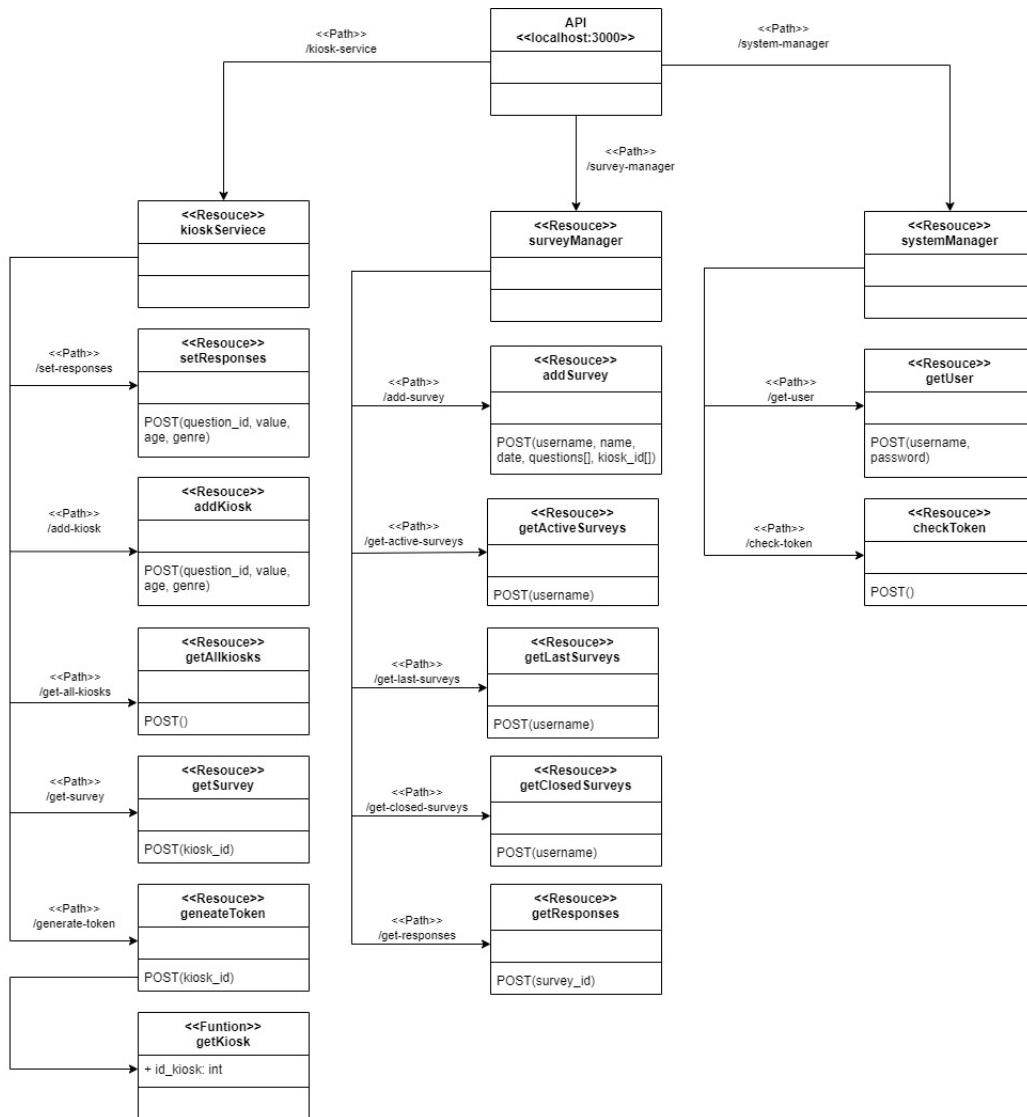 API
<<localhost:3000>>
<<Path>>
/kiosk-service
<<Path>>
/system-manager
<<Path>>
/survey-manager
<<Resouce>>
kioskServiece
<<Resouce>>
surveyManager
<<Resouce>>
systemManager
<<Path>>
/set-responses
<<Resouce>>
setResponses
POST(question_id, value,
age, genre)
<<Path>>
/add-kiosk
<<Resouce>>
addKiosk
POST(question_id, value,
age, genre)
<<Path>>
/get-all-kiosks
<<Resouce>>
getAllkiosks
POST()
<<Path>>
/get-survey
<<Resouce>>
getSurvey
POST(kiosk_id)
<<Path>>
/generate-token
<<Resouce>>
geneateToken
POST(kiosk_id)
<<Funtion>>
getKiosk
+ id_kiosk: int
<<Path>>
/add-survey
<<Resouce>>
addSurvey
POST(username, name,
date, questions[], kiosk_id[])
<<Path>>
/get-active-surveys
<<Resouce>>
getActiveSurveys
POST(username)
<<Path>>
/get-last-surveys
<<Resouce>>
getLastSurveys
POST(username)
<<Path>>
/get-closed-surveys
<<Resouce>>
getClosedSurveys
POST(username)
<<Path>>
/get-responses
<<Resouce>>
getResponses
POST(survey_id)
<<Path>>
/get-user
<<Resouce>>
getUser
POST(username,
password)
<<Path>>
/check-token
<<Resouce>>
checkToken
POST()